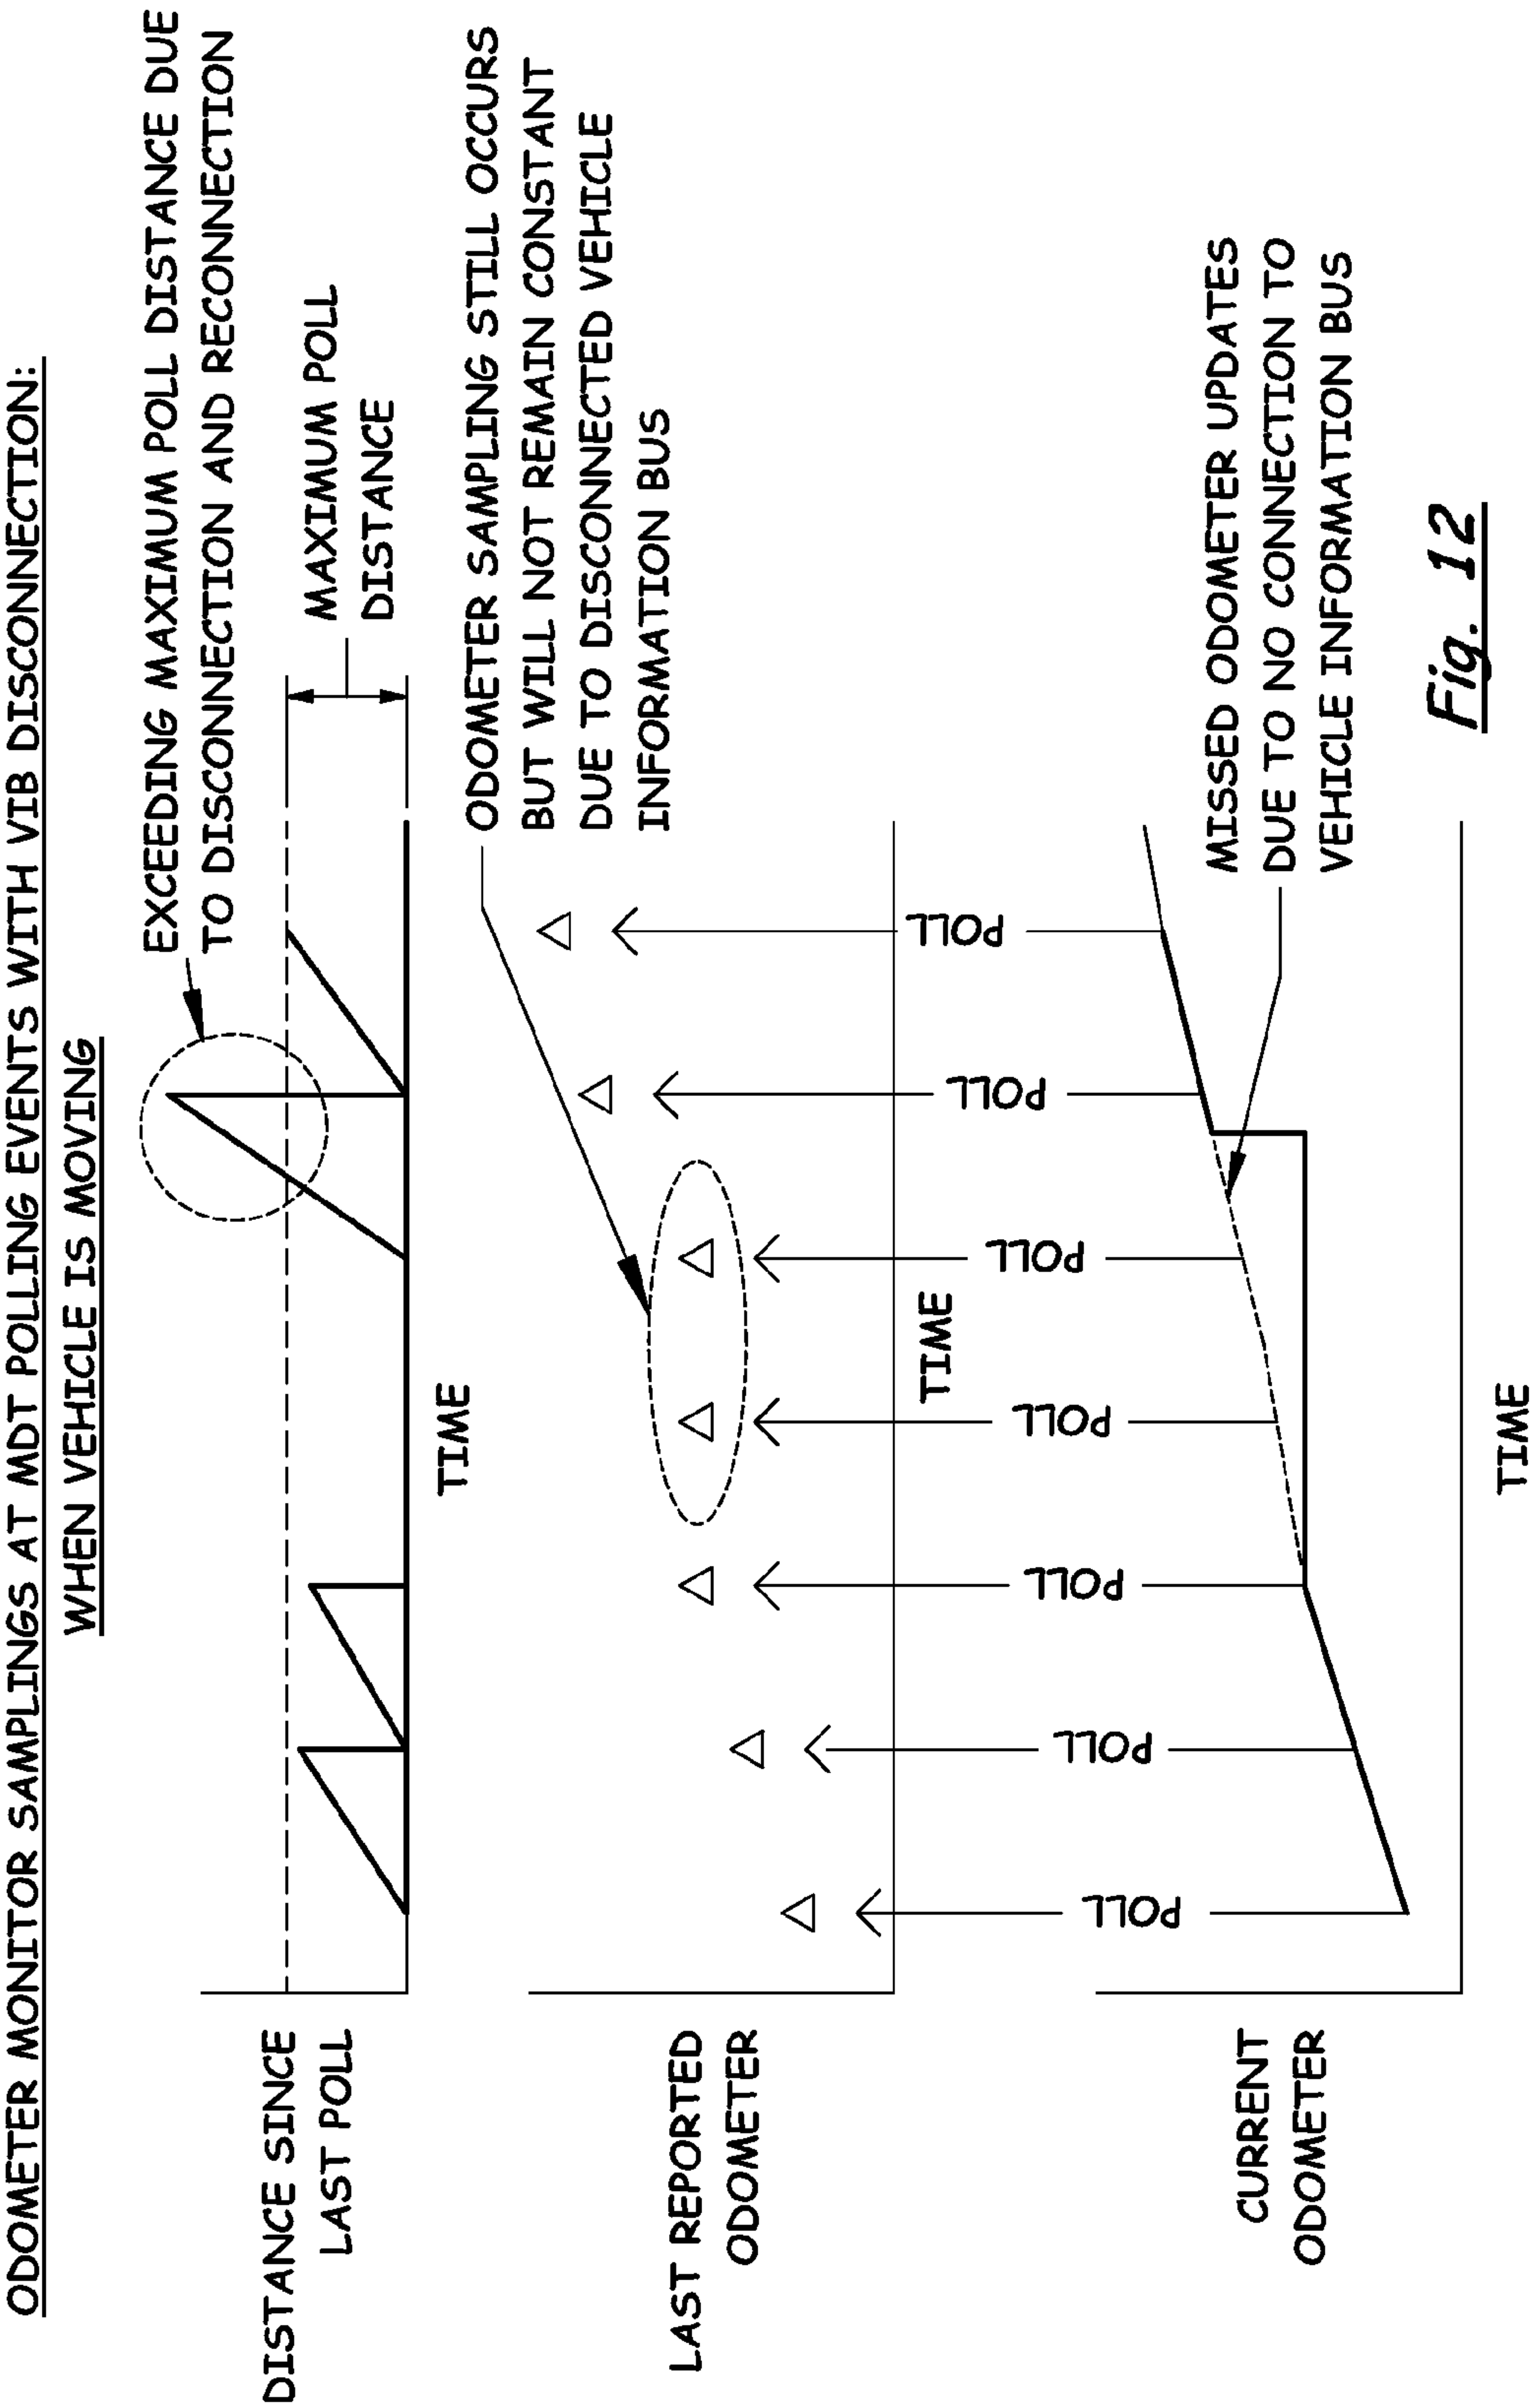 ODOMETER MONITOR SAMPLINGS AT MDT POLLING EVENTS WITH VIB DISCONNECTION:
WHEN VEHICLE IS MOVING
EXCEEDING MAXIMUM POLL DISTANCE DUE
TO DISCONNECTION AND RECONNECTION
MAXIMUM POLL
DISTANCE
DISTANCE SINCE
LAST POLL
TIME
ODOMETER SAMPLING STILL OCCURS
BUT WILL NOT REMAIN CONSTANT
DUE TO DISCONNECTED VEHICLE
INFORMATION BUS
LAST REPORTED
ODOMETER
TIME
POLL
POLL
POLL
POLL
POLL
POLL
POLL
MISSED ODOMETER UPDATES
DUE TO NO CONNECTION TO
VEHICLE INFORMATION BUS
CURRENT
ODOMETER
TIME
Fig. 12